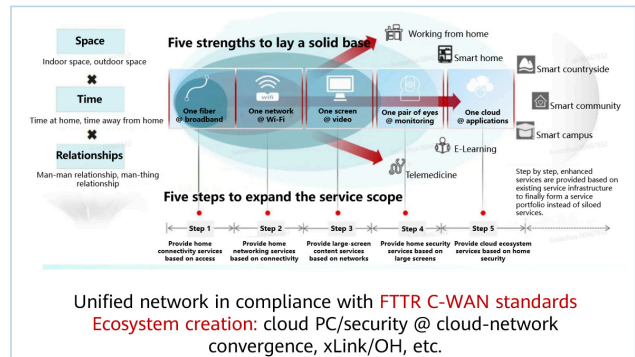 Space
Indoor space, outdoor space
Time
Time at home, time away from home
Relationships
Man-man relationship, man-thing
relationship
Five strengths to lay a solid base
One fiber
@ broadband
wifi
One network
@ Wi-Fi
One screen
@ video
One pair of eyes
@ monitoring
One cloud @
applications
Working from home
Smart home
E-Learning
Telemedicine
Smart countryside
Smart community
Smart campus
Five steps to expand the service scope
Step 1
Provide home
connectivity services
based on access
Step 2
Provide home
networking services
based on connectivity
Step 3
Provide large-screen
content services
based on networks
Step 4
Provide home security
services based on
large screens
Step 5
Provide cloud ecosystem
services based on home
security
Step by step, enhanced
services are provided based on
existing service infrastructure
to finally form a service
portfolio instead of siloed
services.
Unified network in compliance with FTTR C-WAN standards
Ecosystem creation: cloud PC/security @ cloud-network
convergence, xLink/OH, etc.